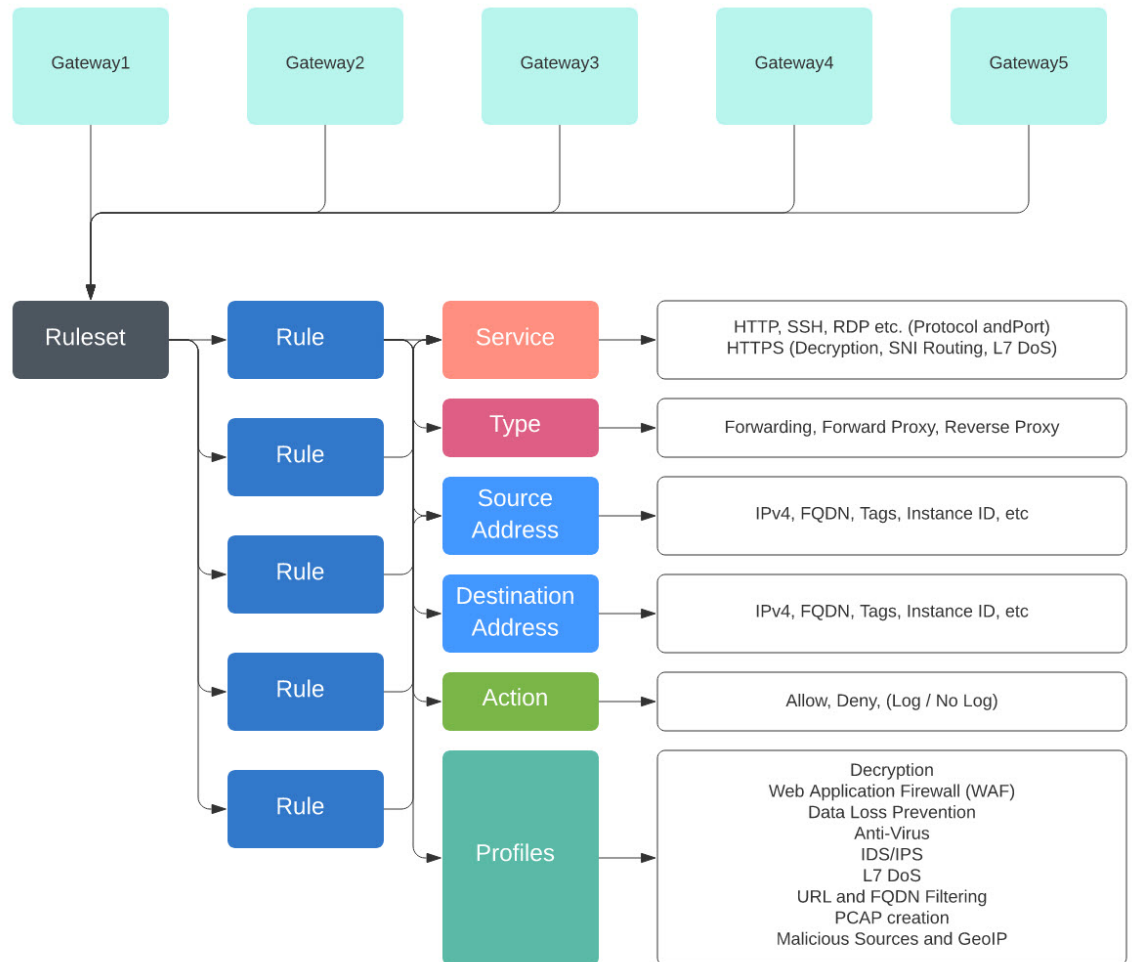 Gateway1
Gateway2
Gateway3
Gateway4
Gateway5
Ruleset
Rule
Service
HTTP, SSH, RDP etc. (Protocol andPort)
HTTPS (Decryption, SNI Routing, L7 DoS)
Type
Forwarding, Forward Proxy, Reverse Proxy
Rule
Source
Address
IPv4, FQDN, Tags, Instance ID, etc
Rule
Destination
Address
IPv4, FQDN, Tags, Instance ID, etc
Rule
Action
Allow, Deny, (Log / No Log)
Rule
Profiles
Decryption
Web Application Firewall (WAF)
Data Loss Prevention
Anti-Virus
IDS/IPS
L7 DoS
URL and FQDN Filtering
PCAP creation
Malicious Sources and GeoIP